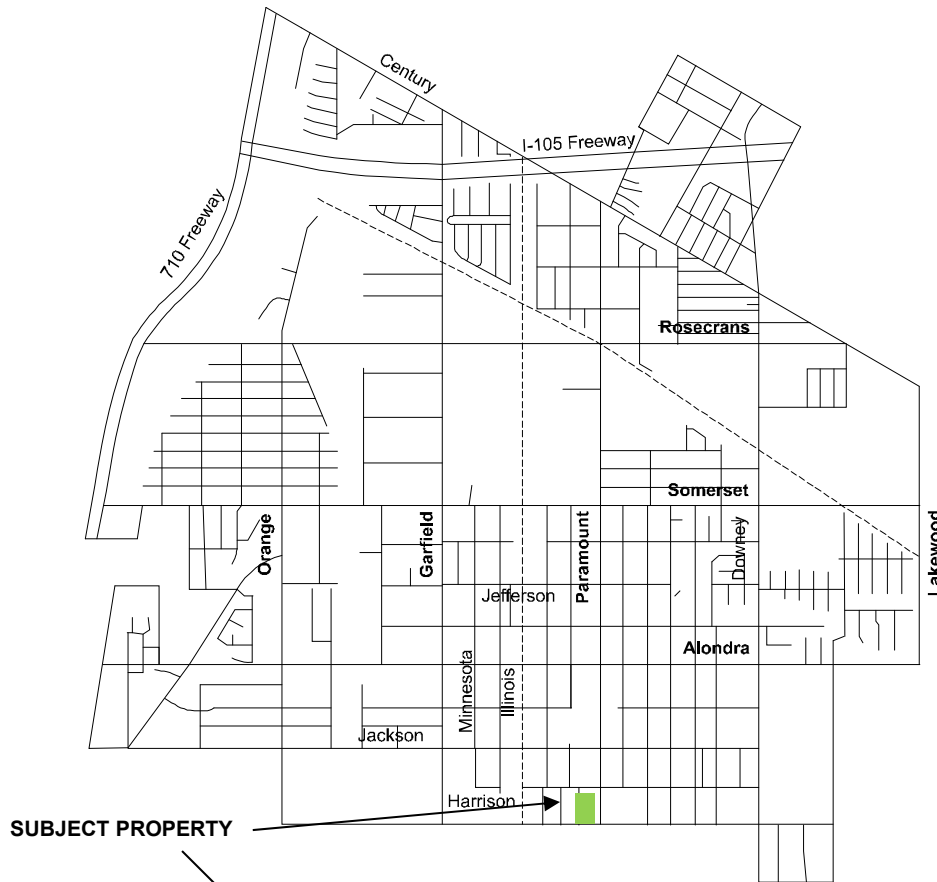 Century
I-105 Freeway
710 Freeway
Rosecrans
Somerset
Orange
Garfield
Paramount
Downey
Lakewood
Jefferson
Alondra
Minnesota
Illinois
Jackson
Harrison
SUBJECT PROPERTY